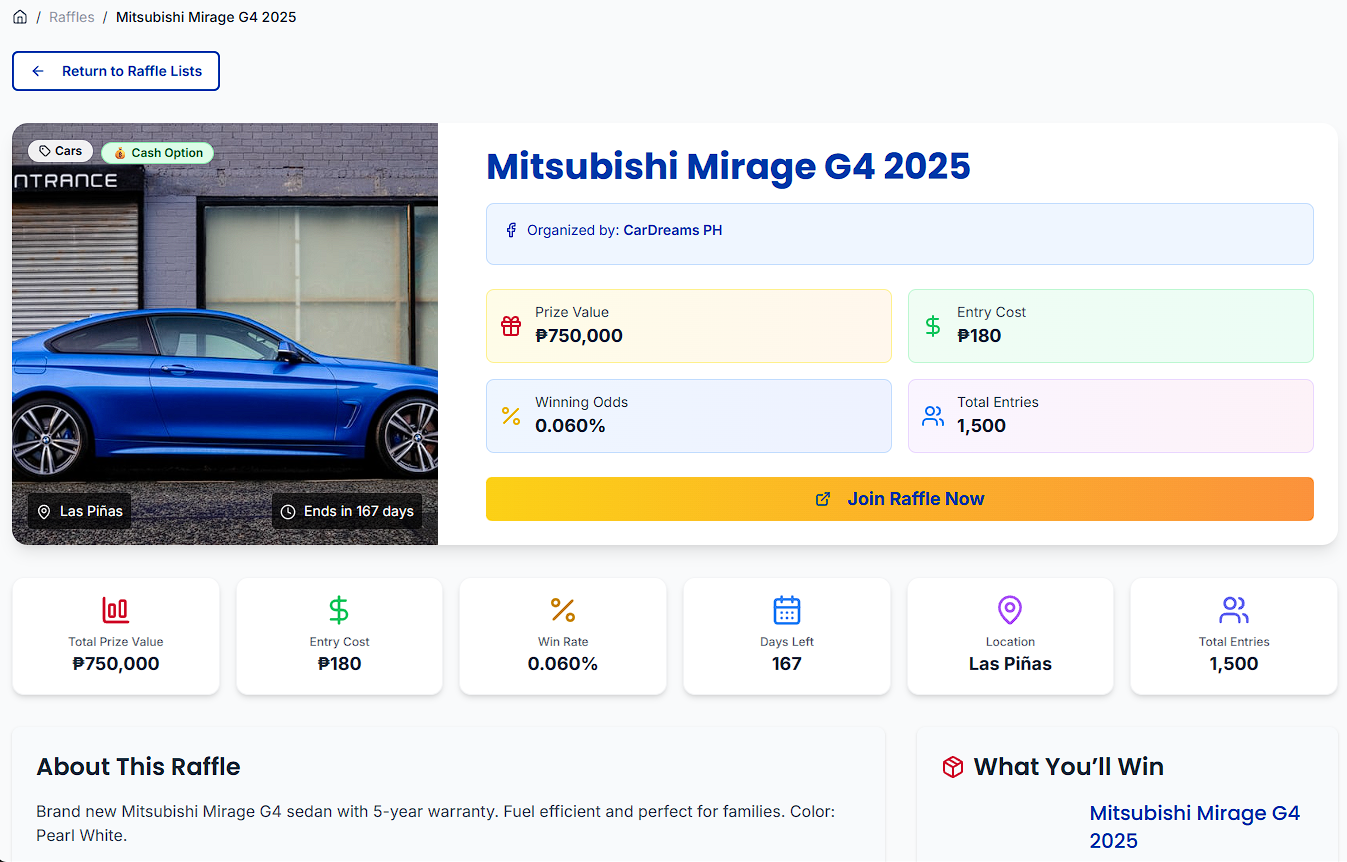 / Raffles / Mitsubishi Mirage G4 2025
Return to Raffle Lists
Cars
Cash Option
NTRANCE
Las Piñas
Ends in 167 days
Mitsubishi Mirage G4 2025
Organized by: CarDreams PH
Prize Value
₱750,000
Entry Cost
₱180
Winning Odds
0.060%
Total Entries
1,500
Join Raffle Now
Total Prize Value
₱750,000
Entry Cost
₱180
Win Rate
0.060%
Days Left
167
Location
Las Piñas
Total Entries
1,500
About This Raffle
Brand new Mitsubishi Mirage G4 sedan with 5-year warranty. Fuel efficient and perfect for families. Color:
Pearl White.
What You’ll Win
Mitsubishi Mirage G4
2025